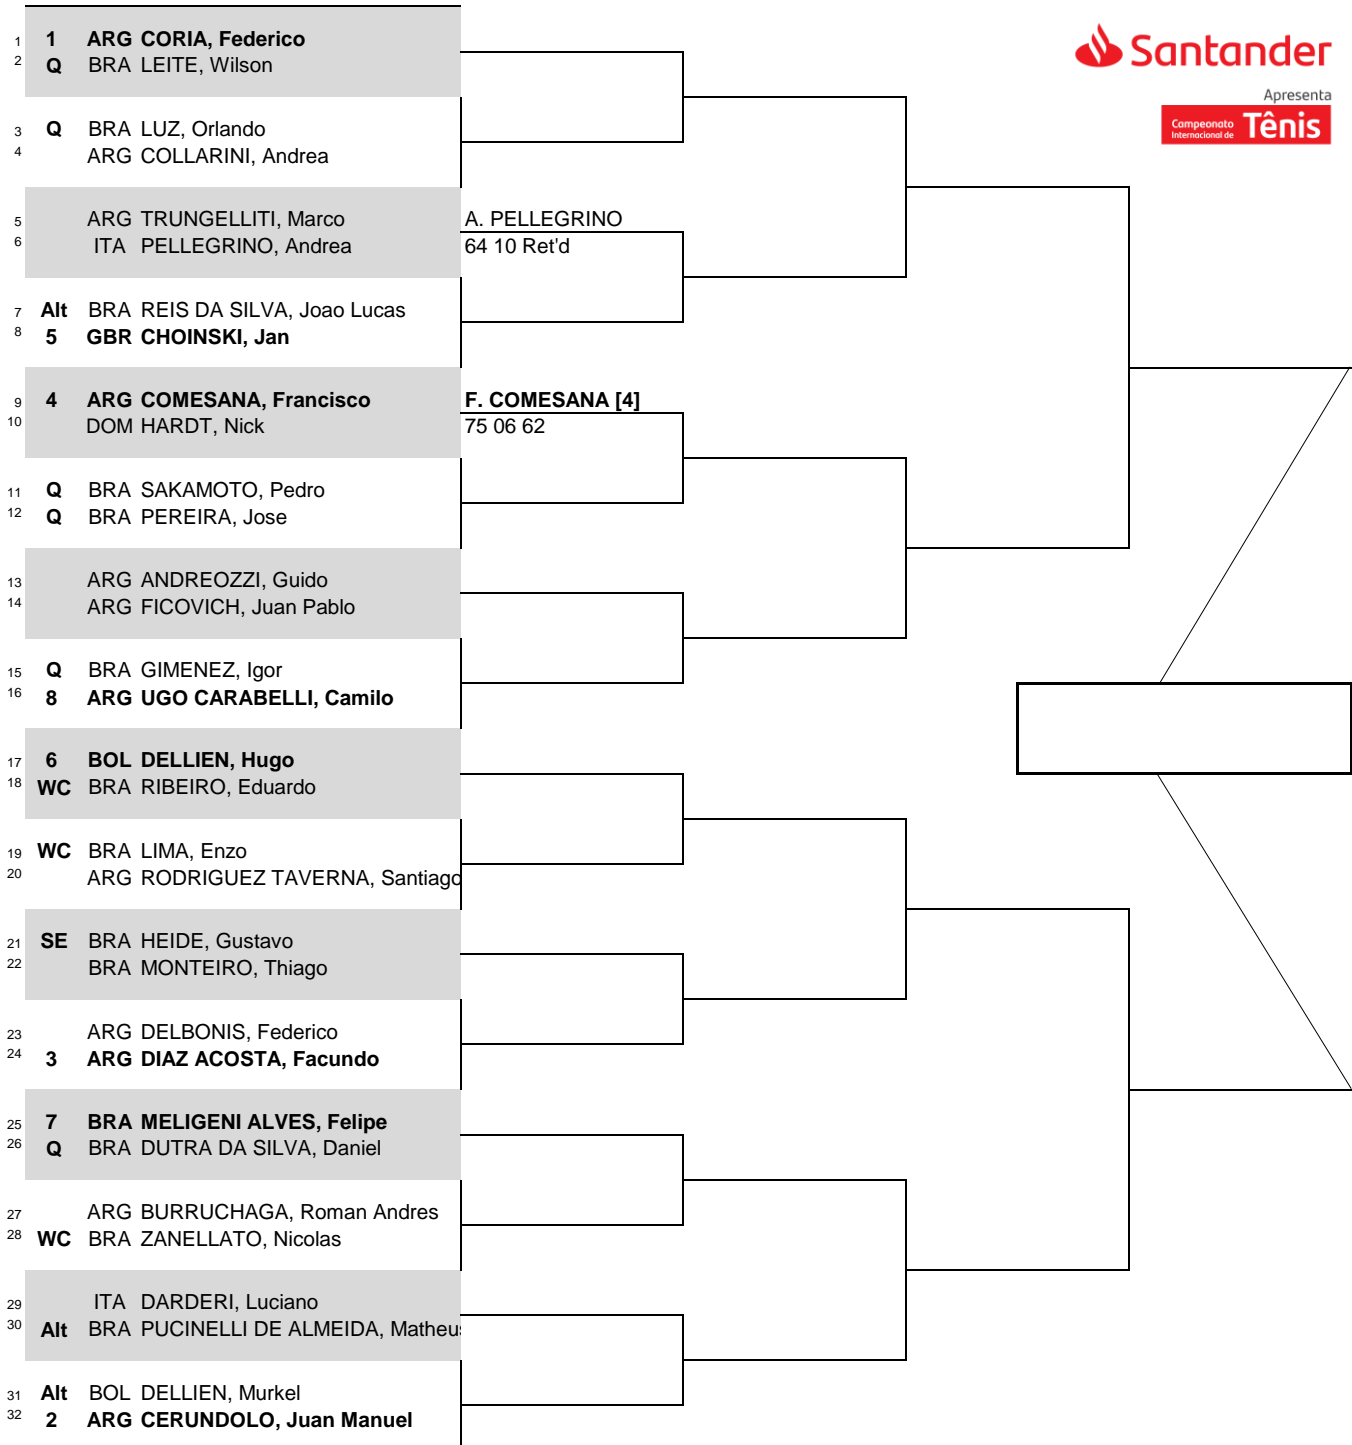 Santander
Apresenta
Campeonato
Internacional de
Tênis
1 1 ARG CORIA, Federico
2 Q BRA LEITE, Wilson
3 Q BRA LUZ, Orlando
4 ARG COLLARINI, Andrea
5 ARG TRUNGELLITI, Marco A. PELLEGRINO
6 ITA PELLEGRINO, Andrea 64 10 Ret'd
7 Alt BRA REIS DA SILVA, Joao Lucas
8 5 GBR CHOINSKI, Jan
9 4 ARG COMESANA, Francisco F. COMESANA [4]
10 DOM HARDT, Nick 75 06 62
11 Q BRA SAKAMOTO, Pedro
12 Q BRA PEREIRA, Jose
13 ARG ANDREOZZI, Guido
14 ARG FICOVICH, Juan Pablo
15 Q BRA GIMENEZ, Igor
16 8 ARG UGO CARABELLI, Camilo
17 6 BOL DELLIEN, Hugo
18 WC BRA RIBEIRO, Eduardo
19 WC BRA LIMA, Enzo
20 ARG RODRIGUEZ TAVERNA, Santiago
21 SE BRA HEIDE, Gustavo
22 BRA MONTEIRO, Thiago
23 ARG DELBONIS, Federico
24 3 ARG DIAZ ACOSTA, Facundo
25 7 BRA MELIGENI ALVES, Felipe
26 Q BRA DUTRA DA SILVA, Daniel
27 ARG BURRUCHAGA, Roman Andres
28 WC BRA ZANELLATO, Nicolas
29 ITA DARDERI, Luciano
30 Alt BRA PUCINELLI DE ALMEIDA, Matheus
31 Alt BOL DELLIEN, Murkel
32 2 ARG CERUNDOLO, Juan Manuel